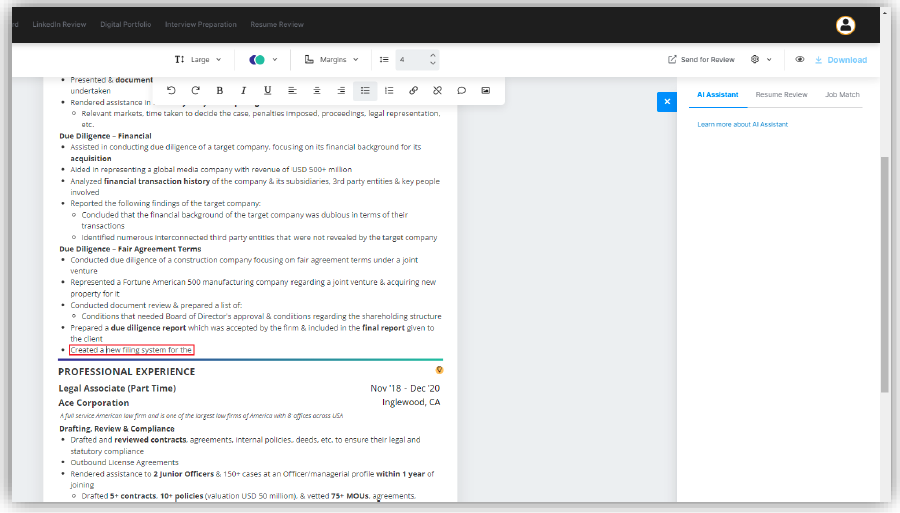 LinkedIn Review Digital Portfolio Interview Preparation Resume Review
Large Margins 4 Send for Review Download
Presented & document
undertaken
Rendered assistance in
Relevant markets, time taken to decide the case, penalties imposed, proceedings, legal representation,
etc.
Due Diligence – Financial
Assisted in conducting due diligence of a target company, focusing on its financial background for its
acquisition
Aided in representing a global media company with revenue of USD 500+ million
Analyzed financial transaction history of the company & its subsidiaries, 3rd party entities & key people
involved
Reported the following findings of the target company:
Concluded that the financial background of the target company was dubious in terms of their
transactions
Identified numerous interconnected third party entities that were not revealed by the target company
Due Diligence – Fair Agreement Terms
Conducted due diligence of a construction company focusing on fair agreement terms under a joint
venture
Represented a Fortune American 500 manufacturing company regarding a joint venture & acquiring new
property for it
Conducted document review & prepared a list of:
Conditions that needed Board of Director's approval & conditions regarding the shareholding structure
Prepared a due diligence report which was accepted by the firm & included in the final report given to
the client
Created a new filing system for the
PROFESSIONAL EXPERIENCE
Legal Associate (Part Time) Nov '18 - Dec '20
Ace Corporation Inglewood, CA
A full service American law firm and is one of the largest law firms of America with 8 offices across USA
Drafting, Review & Compliance
Drafted and reviewed contracts, agreements, internal policies, deeds, etc. to ensure their legal and
statutory compliance
Outbound License Agreements
Rendered assistance to 2 Junior Officers & 150+ cases at an Officer/managerial profile within 1 year of
joining
Drafted 5+ contracts, 10+ policies (valuation USD 50 million), & vetted 75+ MOUs, agreements,
AI Assistant Resume Review Job Match
Learn more about AI Assistant